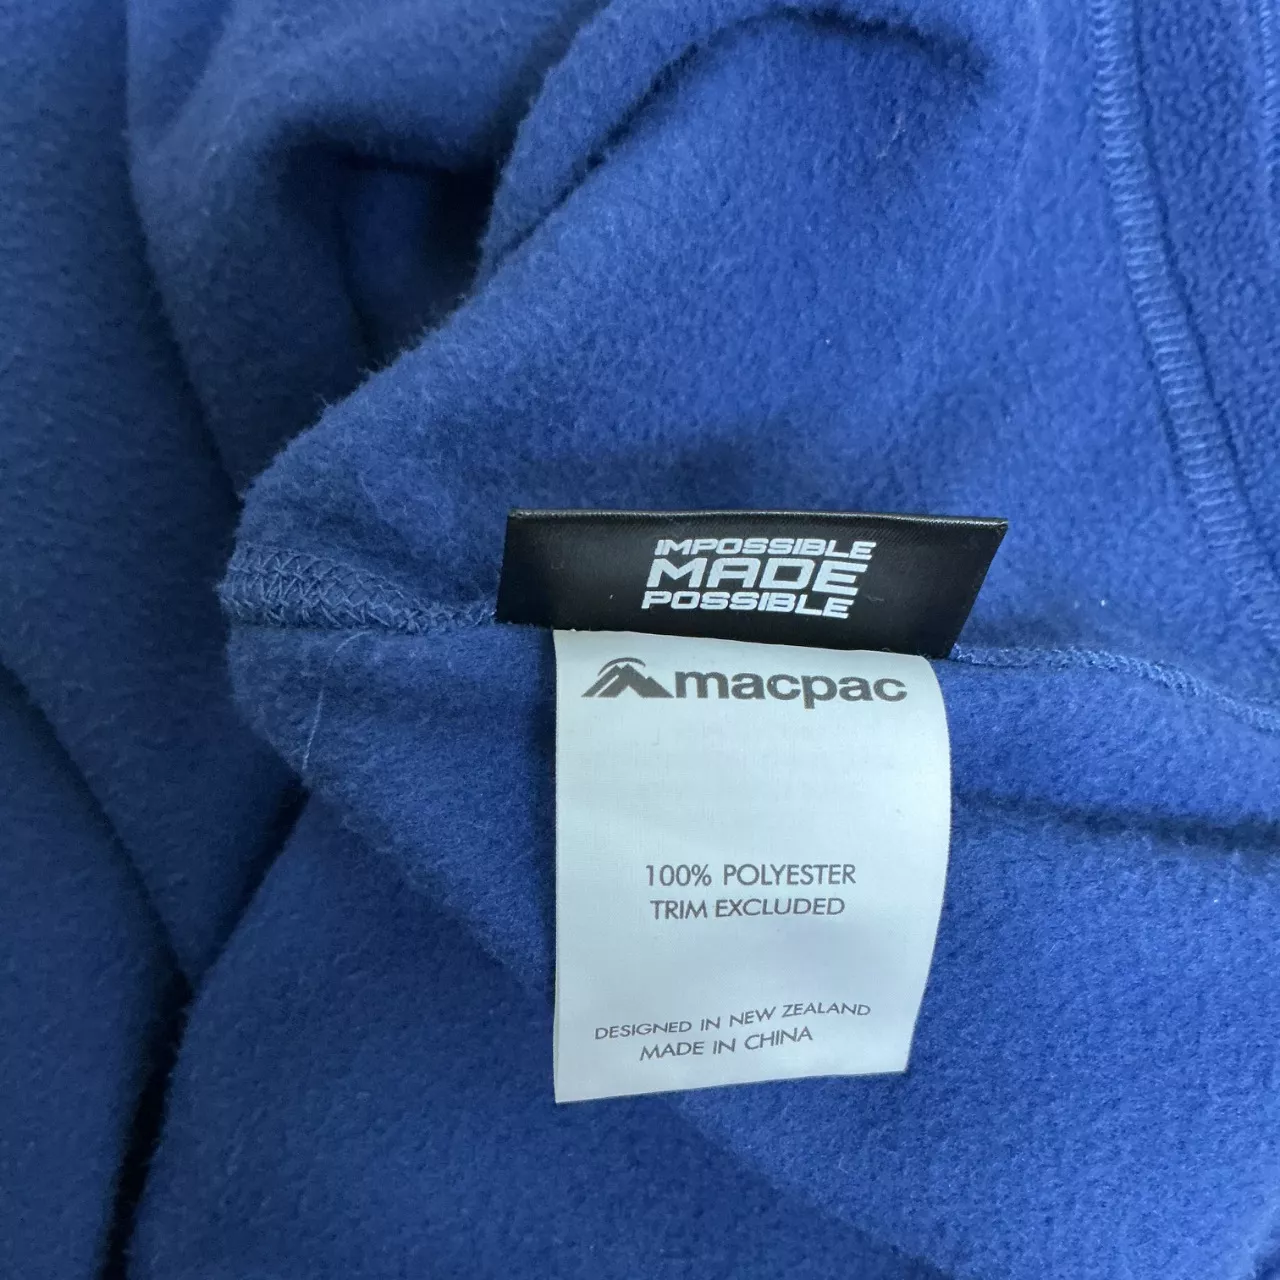 IMPOSSIBLE
MADE
POSSIBLE
macpac
100% POLYESTER
TRIM EXCLUDED
DESIGNED IN NEW ZEALAND
MADE IN CHINA